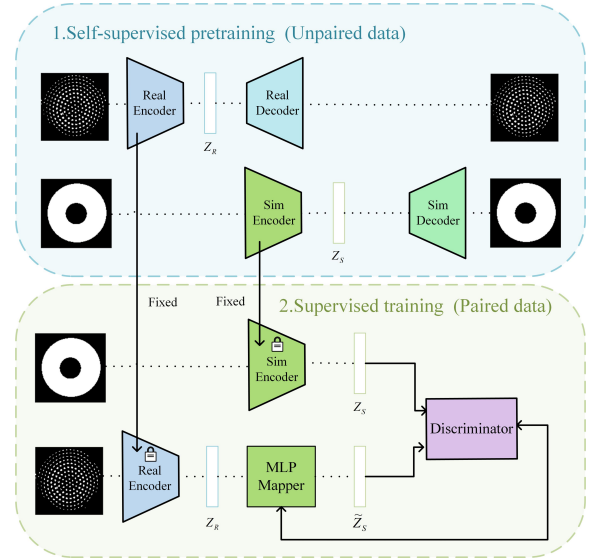 1.Self-supervised pretraining (Unpaired data)
Real
Encoder
Real
Decoder
Z_R
Sim
Encoder
Sim
Decoder
Z_S
Fixed
Fixed
2.Supervised training (Paired data)
Sim
Encoder
Z_S
Discriminator
Real
Encoder
MLP
Mapper
Z_R
Z̃_S